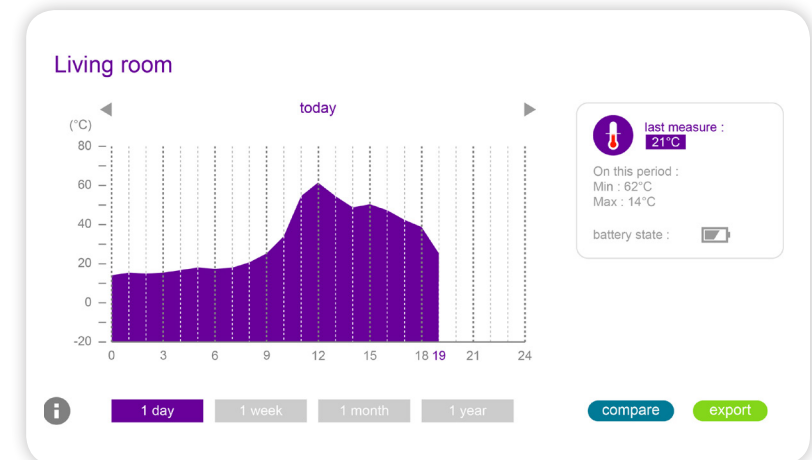 Living room
today
(°C)
80
60
40
20
0
-20
0 3 6 9 12 15 18 19 21 24
last measure :
21°C
On this period :
Min : 62°C
Max : 14°C
battery state :
i
1 day 1 week 1 month 1 year
compare export